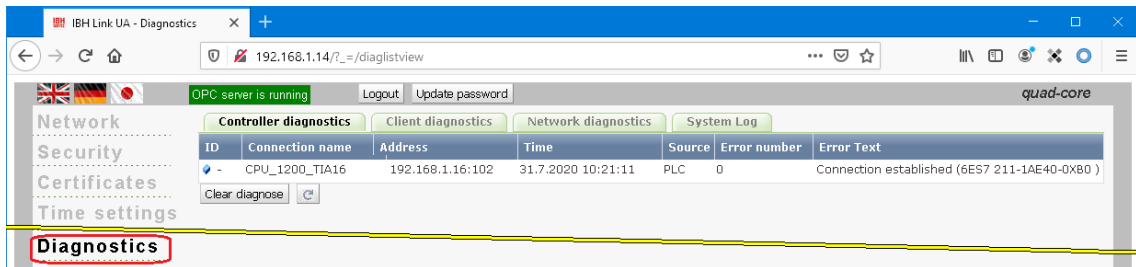 IBH Link UA - Diagnostics
192.168.1.14/?_=/diaglistview
OPC server is running Logout Update password quad-core
Network
Security
Certificates
Time settings
Diagnostics
Controller diagnostics Client diagnostics Network diagnostics System Log
ID Connection name Address Time Source Error number Error Text
- CPU_1200_TIA16 192.168.1.16:102 31.7.2020 10:21:11 PLC 0 Connection established (6ES7 211-1AE40-0XB0 )
Clear diagnose